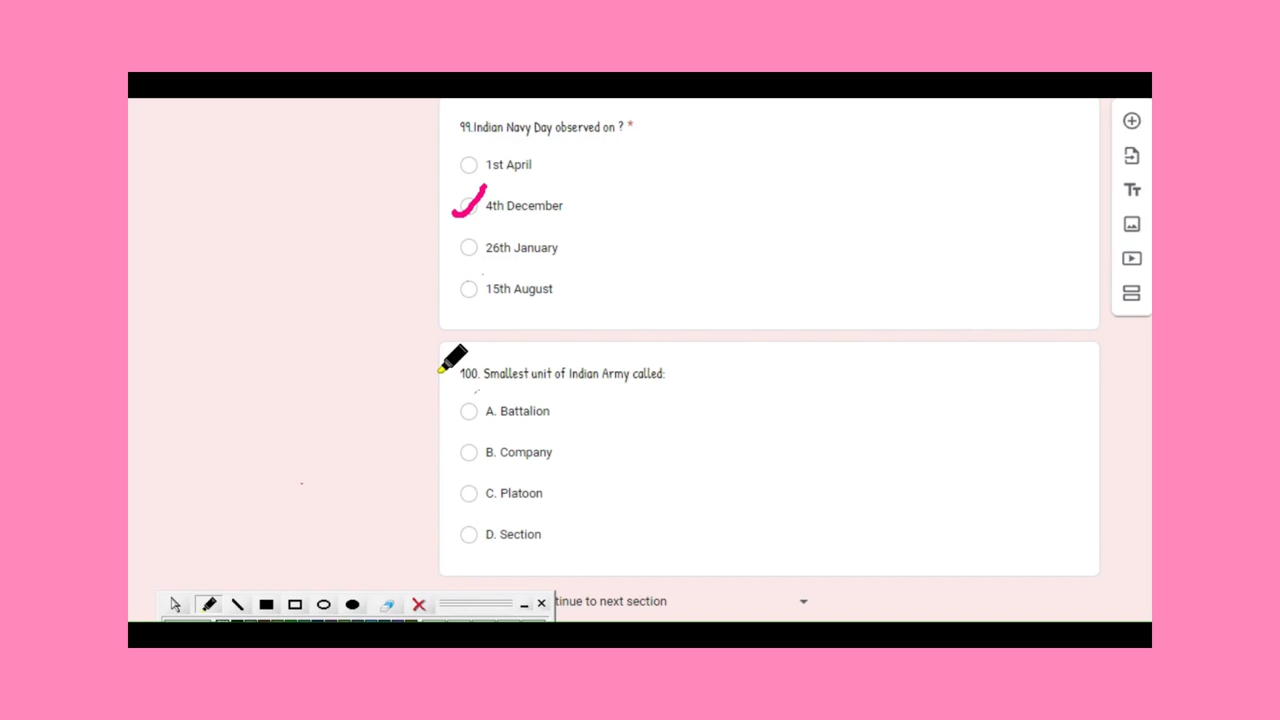 99.Indian Navy Day observed on ? *
1st April
4th December
26th January
15th August
100. Smallest unit of Indian Army called:
A. Battalion
B. Company
C. Platoon
D. Section
tinue to next section